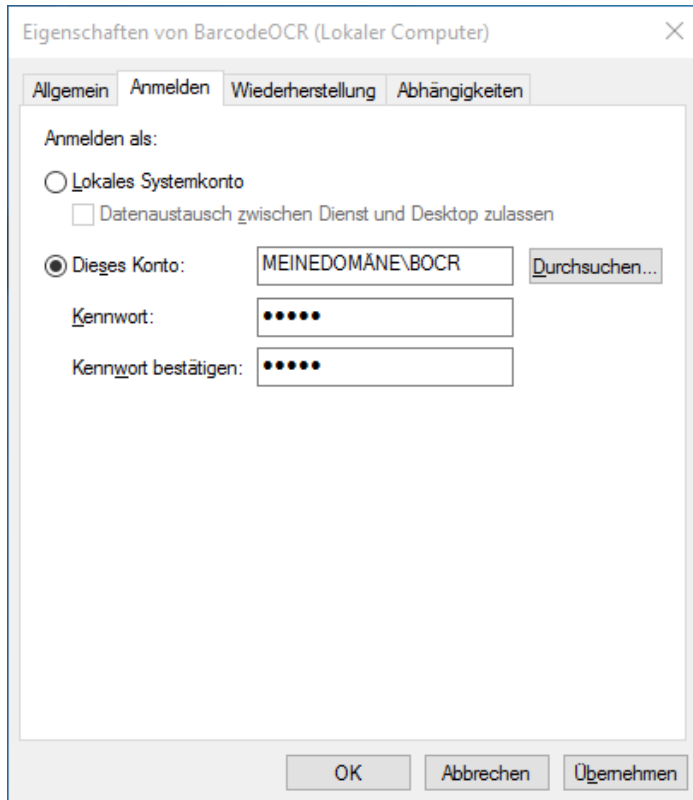 Eigenschaften von BarcodeOCR (Lokaler Computer)
Allgemein Anmelden Wiederherstellung Abhängigkeiten
Anmelden als:
Lokales Systemkonto
Datenaustausch zwischen Dienst und Desktop zulassen
Dieses Konto: MEINEDOMÄNE\BOCR Durchsuchen...
Kennwort: •••••
Kennwort bestätigen: •••••
OK Abbrechen Übernehmen